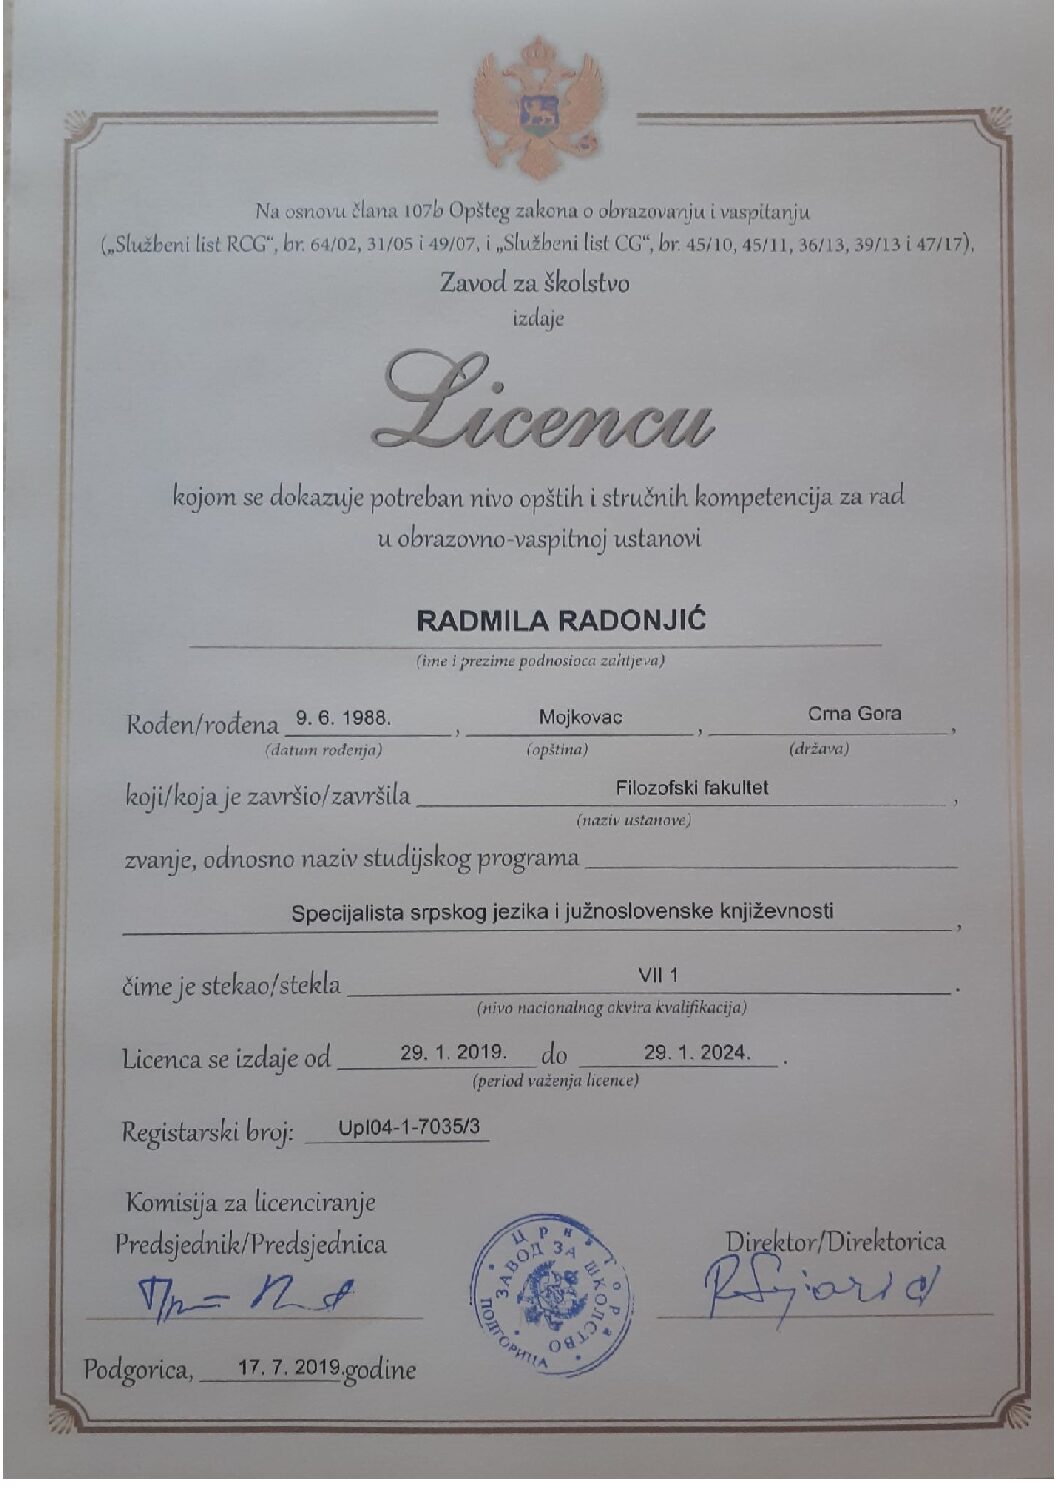 Na osnovu člana 107b Opšteg zakona o obrazovanju i vaspitanju
(„Službeni list RCG“, br. 64/02, 31/05 i 49/07, i „Službeni list CG“, br. 45/10, 45/11, 36/13, 39/13 i 47/17),
Zavod za školstvo
izdaje
Licencu
kojom se dokazuje potreban nivo opštih i stručnih kompetencija za rad
u obrazovno-vaspitnoj ustanovi
RADMILA RADONJIĆ
(ime i prezime podnosioca zahtjeva)
Rođen/rođena 9. 6. 1988. , Mojkovac , Crna Gora ,
(datum rođenja) (opština) (država)
koji/koja je završio/završila Filozofski fakultet ,
(naziv ustanove)
zvanje, odnosno naziv studijskog programa
Specijalista srpskog jezika i južnoslovenske književnosti ,
čime je stekao/stekla VII 1 .
(nivo nacionalnog okvira kvalifikacija)
Licenca se izdaje od 29. 1. 2019. do 29. 1. 2024. .
(period važenja licence)
Registarski broj: UpI04-1-7035/3
Komisija za licenciranje
Predsjednik/Predsjednica
Direktor/Direktorica
Црна Гора
ЗАВОД ЗА ШКОЛСТВО
ПОДГОРИЦА
Podgorica, 17. 7. 2019.godine